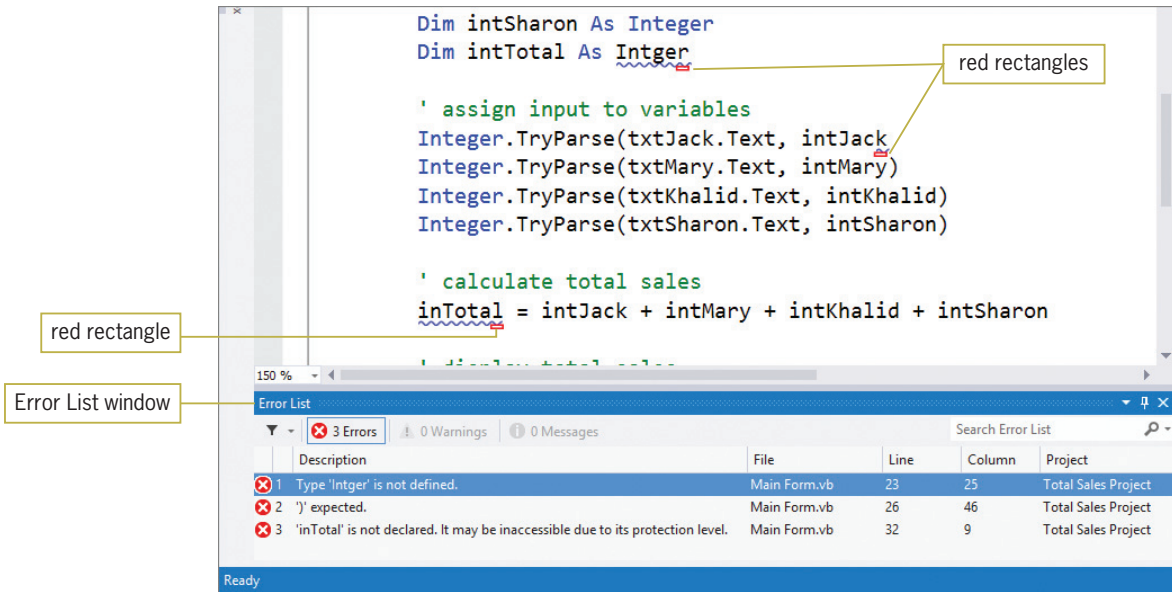 Dim intSharon As Integer
Dim intTotal As Intger
red rectangles
' assign input to variables
Integer.TryParse(txtJack.Text, intJack
Integer.TryParse(txtMary.Text, intMary)
Integer.TryParse(txtKhalid.Text, intKhalid)
Integer.TryParse(txtSharon.Text, intSharon)
' calculate total sales
inTotal = intJack + intMary + intKhalid + intSharon
red rectangle
' display total sales
150 %
Error List window
Error List
3 Errors 0 Warnings 0 Messages Search Error List
Description File Line Column Project
1 Type 'Intger' is not defined. Main Form.vb 23 25 Total Sales Project
2 ')' expected. Main Form.vb 26 46 Total Sales Project
3 'inTotal' is not declared. It may be inaccessible due to its protection level. Main Form.vb 32 9 Total Sales Project
Ready